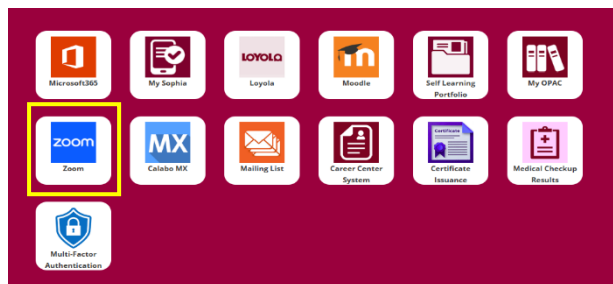 LOYOLA
Microsoft365
My Sophia
Loyola
Moodle
Self Learning
Portfolio
My OPAC
zoom
MX
Certificate
Zoom
Calabo MX
Mailing List
Career Center
System
Certificate
Issuance
Medical Checkup
Results
Multi-Factor
Authentication